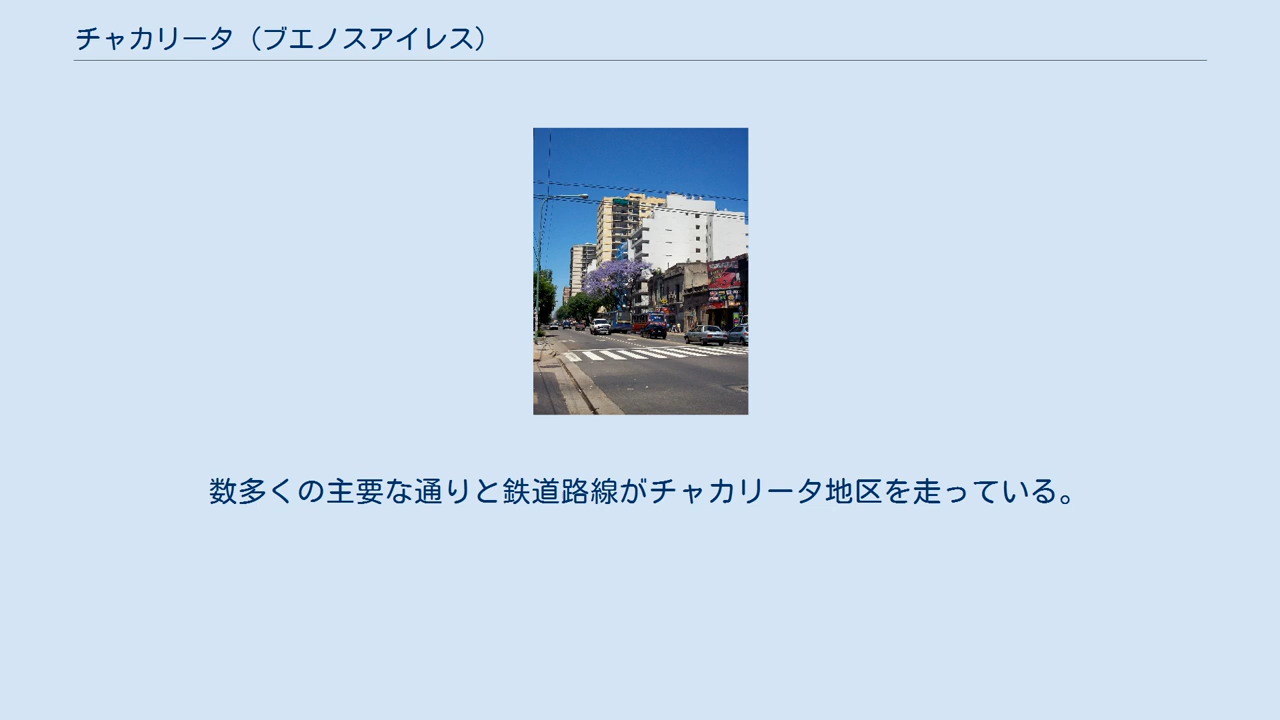 チャカリータ（ブエノスアイレス）
数多くの主要な通りと鉄道路線がチャカリータ地区を走っている。